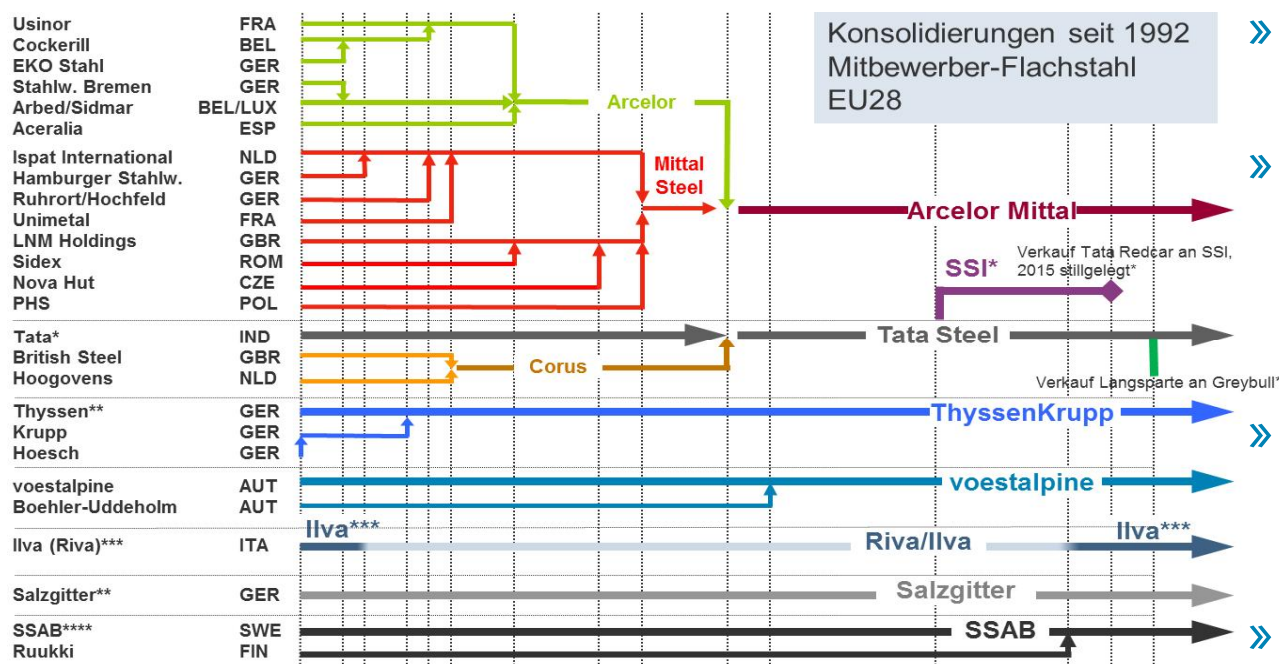 Konsolidierungen seit 1992
Mitbewerber-Flachstahl
EU28
Usinor FRA
Cockerill BEL
EKO Stahl GER
Stahlw. Bremen GER
Arbed/Sidmar BEL/LUX
Arcelor
Aceralia ESP
Ispat International NLD
Hamburger Stahlw. GER
Mittal
Steel
Ruhrort/Hochfeld GER
Unimetal FRA
Arcelor Mittal
LNM Holdings GBR
Sidex ROM
Nova Hut CZE
PHS POL
SSI*
Verkauf Tata Redcar an SSI,
2015 stillgelegt*
Tata* IND
Tata Steel
British Steel GBR
Hoogovens NLD
Corus
Verkauf Langsparte an Greybull*
Thyssen** GER
ThyssenKrupp
Krupp GER
Hoesch GER
voestalpine AUT
voestalpine
Boehler-Uddeholm AUT
Ilva***
Ilva (Riva)*** ITA
Riva/Ilva
Ilva***
Salzgitter** GER
Salzgitter
SSAB**** SWE
SSAB
Ruukki FIN